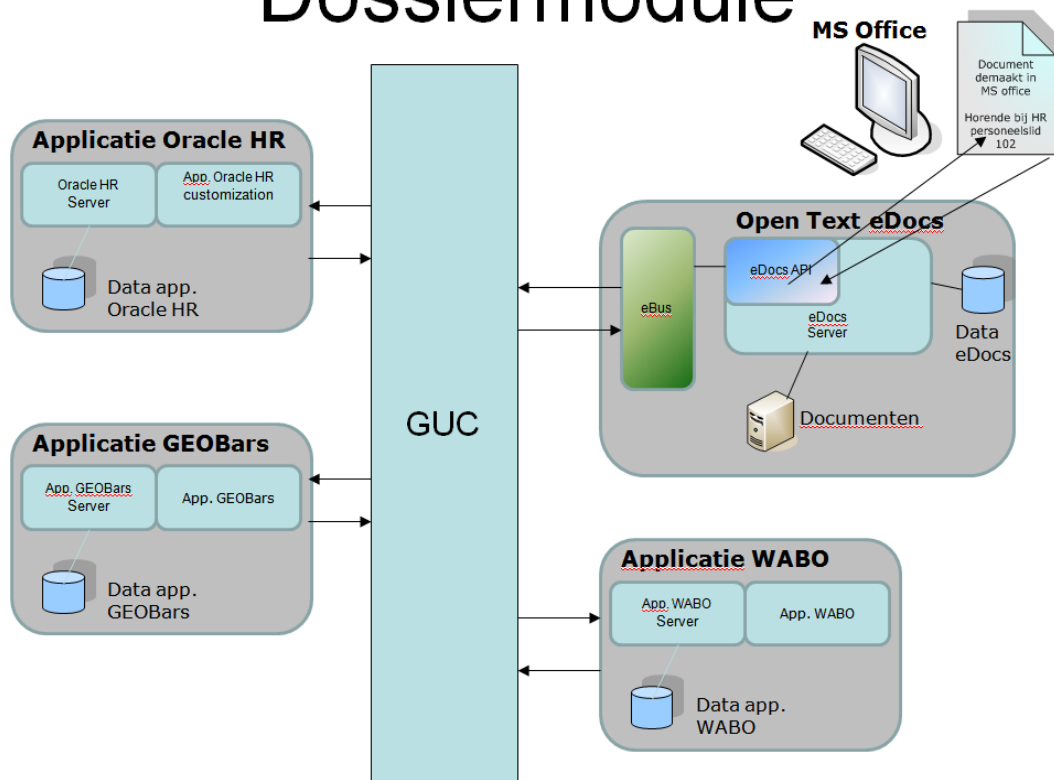 Dossiermodule
MS Office
Document
demaakt in
MS office
Horende bij HR
personeelslid
102
Applicatie Oracle HR
Oracle HR
Server
App. Oracle HR
customization
Data app.
Oracle HR
Open Text eDocs
eBus
eDocs API
eDocs
Server
Data
eDocs
Documenten
GUC
Applicatie GEOBars
App. GEOBars
Server
App. GEOBars
Data app.
GEOBars
Applicatie WABO
App. WABO
Server
App. WABO
Data app.
WABO